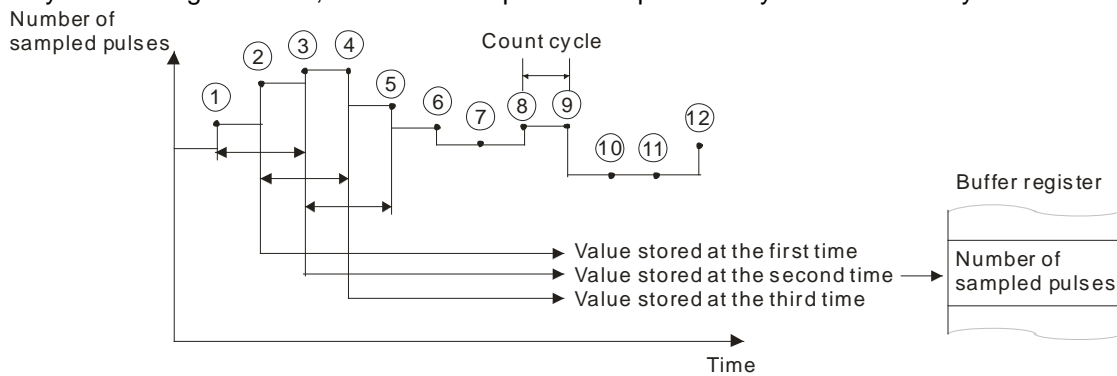 Number of
sampled pulses
Count cycle
1
2
3
4
5
6
7
8
9
10
11
12
Value stored at the first time
Value stored at the second time
Value stored at the third time
Buffer register
Number of
sampled pulses
Time